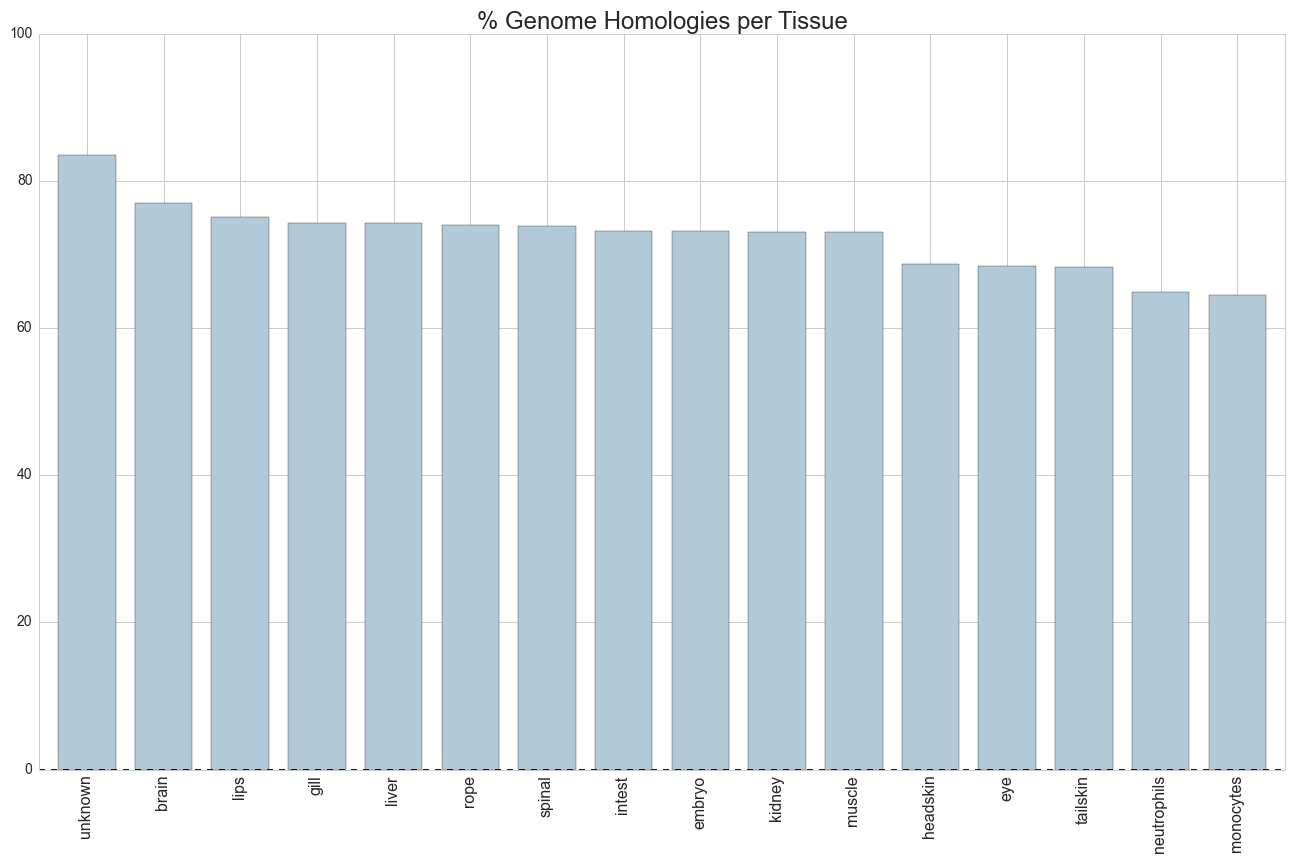 % Genome Homologies per Tissue
100
80
60
40
20
0
unknown
brain
lips
gill
liver
rope
spinal
intest
embryo
kidney
muscle
headskin
eye
tailskin
neutrophils
monocytes